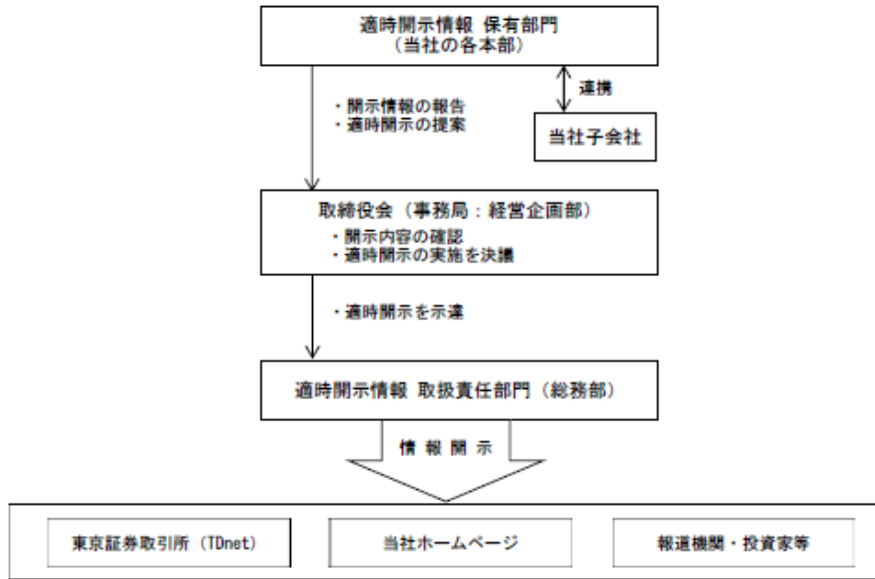 適時開示情報 保有部門
(当社の各本部)
連携
・開示情報の報告
・適時開示の提案
当社子会社
取締役会(事務局:経営企画部)
・開示内容の確認
・適時開示の実施を決議
・適時開示を示達
適時開示情報 取扱責任部門(総務部)
情 報 開 示
東京証券取引所(TDnet)
当社ホームページ
報道機関・投資家等